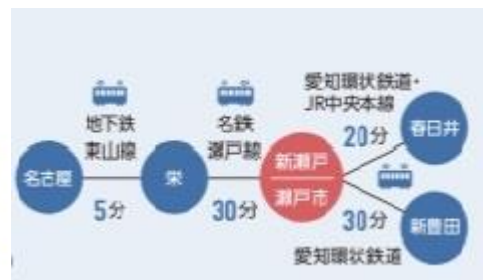 愛知環状鉄道・
JR中央本線
地下鉄
東山線
名鉄
瀬戸線
20分
春日井
名古屋
栄
新瀬戸
瀬戸市
5分
30分
30分
新豊田
愛知環状鉄道